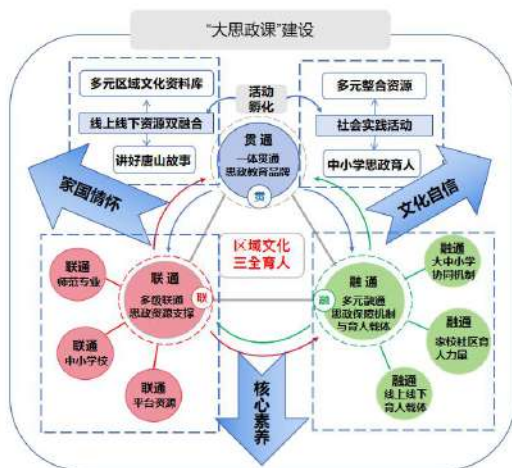 “大思政课”建设
多元区域文化资料库
线上线下资源双融合
讲好唐山故事
活动
孵化
多元整合资源
社会实践活动
中小学思政育人
贯通
一体贯通
思政教育品牌
贯
家国情怀
文化自信
区域文化
三全育人
联通
师范专业
联通
中小学校
联通
平台资源
联通
多级联通
思政资源支撑
联
融
融通
多元融通
思政保障机制
与育人载体
融通
大中小学
协同机制
融通
家校社区育
人力量
融通
线上线下
育人载体
核心素养